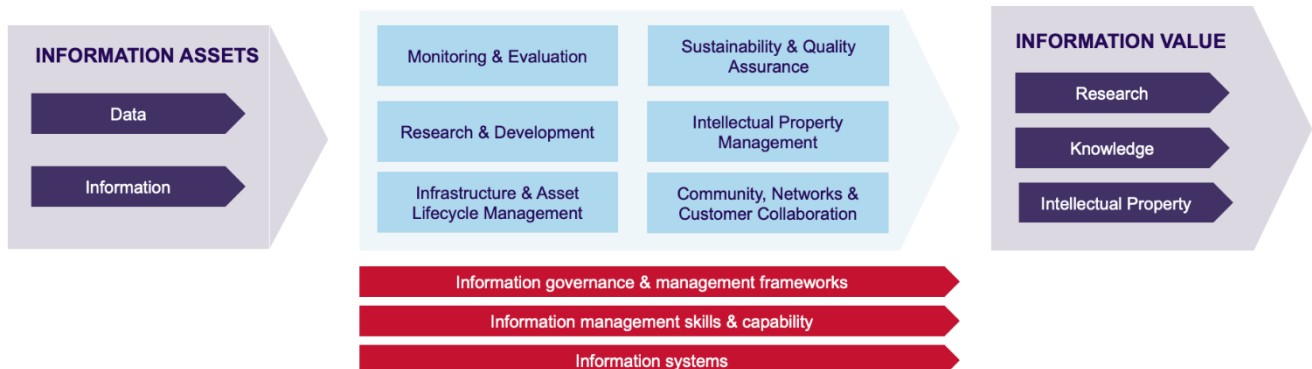 INFORMATION ASSETS
Data
Information
Monitoring & Evaluation
Sustainability & Quality
Assurance
Research & Development
Intellectual Property
Management
Infrastructure & Asset
Lifecycle Management
Community, Networks &
Customer Collaboration
Information governance & management frameworks
Information management skills & capability
Information systems
INFORMATION VALUE
Research
Knowledge
Intellectual Property